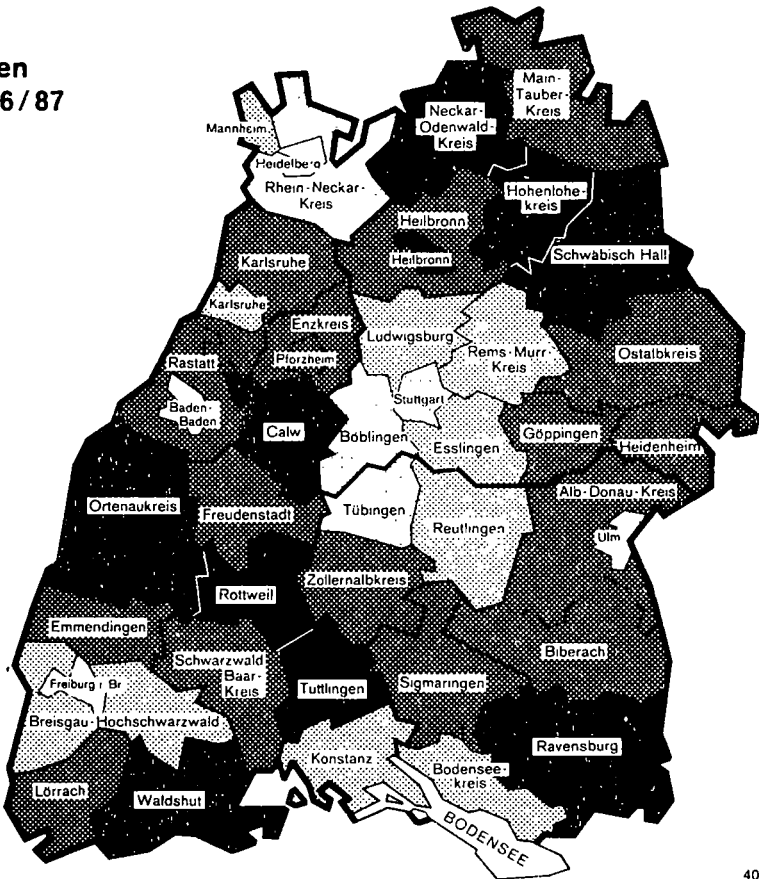 en
6/87
Main-
Tauber-
Kreis
Neckar-
Odenwald-
Kreis
Mannheim
Heidelberg
Rhein-Neckar-
Kreis
Hohenlohe-
kreis
Heilbronn
Heilbronn
Schwäbisch Hall
Karlsruhe
Karlsruhe
Enzkreis
Ludwigsburg
Rems-Murr-
Kreis
Ostalbkreis
Pforzheim
Rastatt
Stuttgart
Baden-
Baden
Calw
Böblingen
Esslingen
Göppingen
Heidenheim
Alb-Donau-Kreis
Ortenaukreis
Freudenstadt
Tübingen
Reutlingen
Ulm
Zollernalbkreis
Rottweil
Emmendingen
Biberach
Schwarzwald
Baar-
Kreis
Freiburg i Br
Tuttlingen
Sigmaringen
Breisgau-Hochschwarzwald
Ravensburg
Konstanz
Bodensee-
kreis
Lörrach
Waldshut
BODENSEE
40